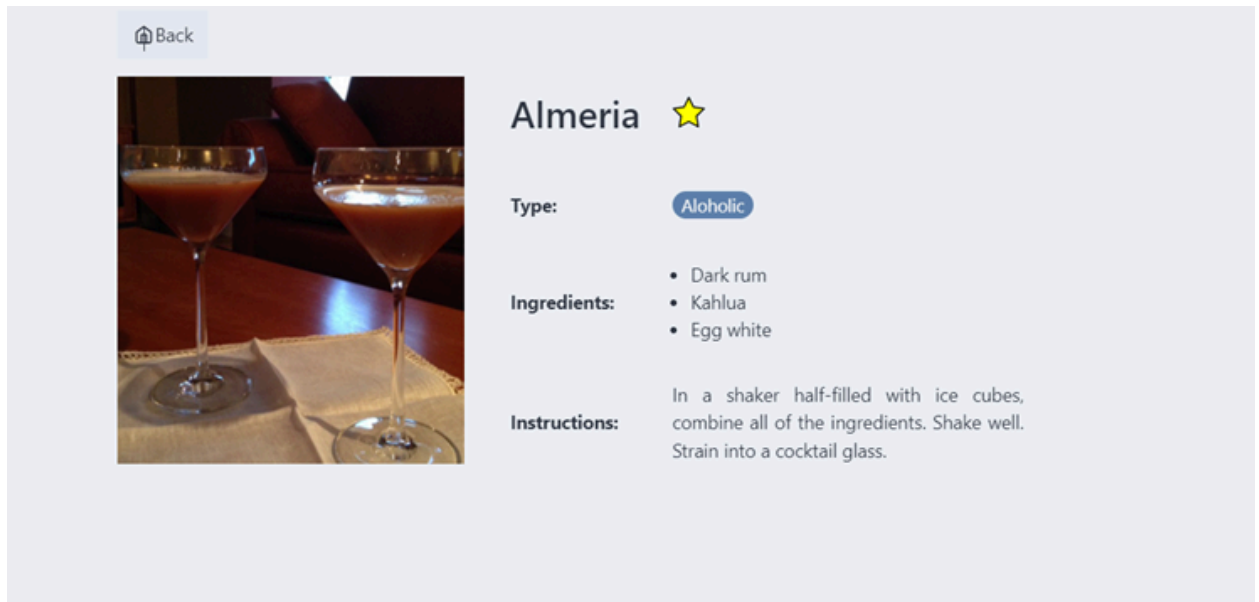 Back
Almeria
Type:
Aloholic
Ingredients:
Dark rum
Kahlua
Egg white
Instructions:
In a shaker half-filled with ice cubes,
combine all of the ingredients. Shake well.
Strain into a cocktail glass.